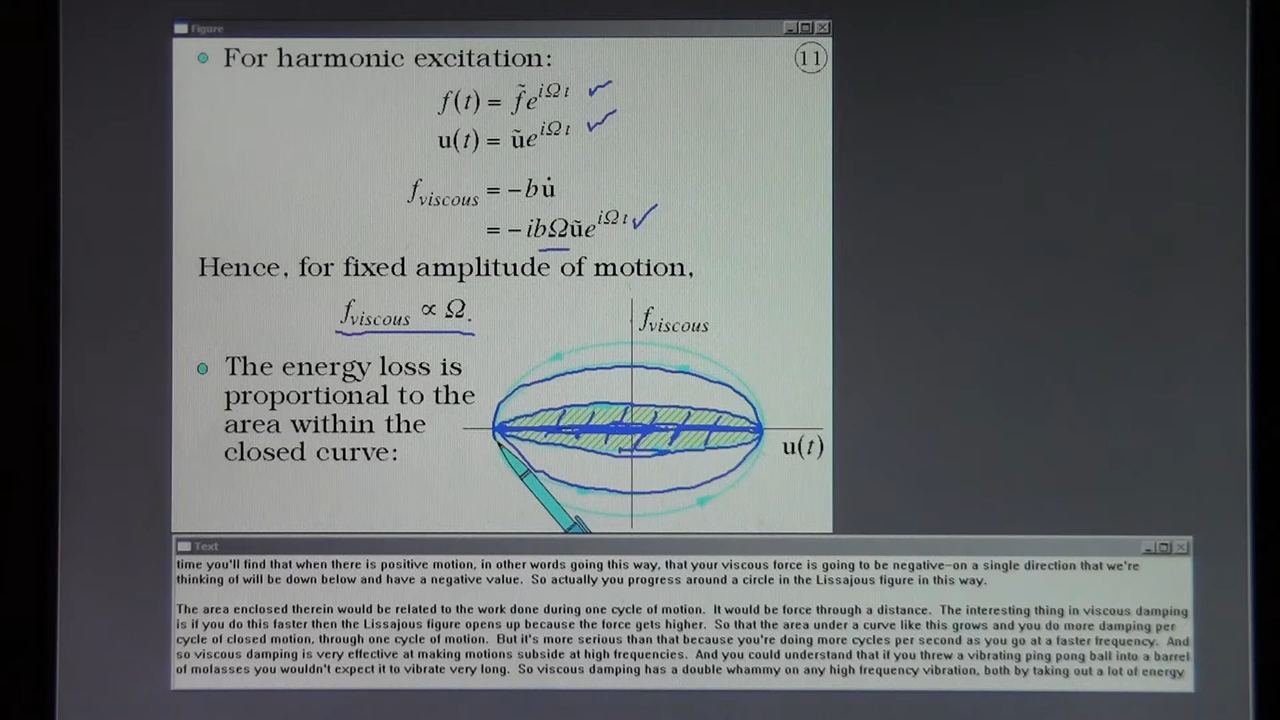 Figure
• For harmonic excitation:
11
f(t) = f̃e^{iΩt}
u(t) = ũe^{iΩt}
f_{viscous} = −bu̇
= −ibΩũe^{iΩt}
Hence, for fixed amplitude of motion,
f_{viscous} ∝ Ω.
f_{viscous}
u(t)
• The energy loss is
proportional to the
area within the
closed curve:
Text
time you'll find that when there is positive motion, in other words going this way, that your viscous force is going to be negative—on a single direction that we're
thinking of will be down below and have a negative value. So actually you progress around a circle in the Lissajous figure in this way.
The area enclosed therein would be related to the work done during one cycle of motion. It would be force through a distance. The interesting thing in viscous damping
is if you do this faster then the Lissajous figure opens up because the force gets higher. So that the area under a curve like this grows and you do more damping per
cycle of closed motion, through one cycle of motion. But it's more serious than that because you're doing more cycles per second as you go at a faster frequency. And
so viscous damping is very effective at making motions subside at high frequencies. And you could understand that if you threw a vibrating ping pong ball into a barrel
of molasses you wouldn't expect it to vibrate very long. So viscous damping has a double whammy on any high frequency vibration, both by taking out a lot of energy